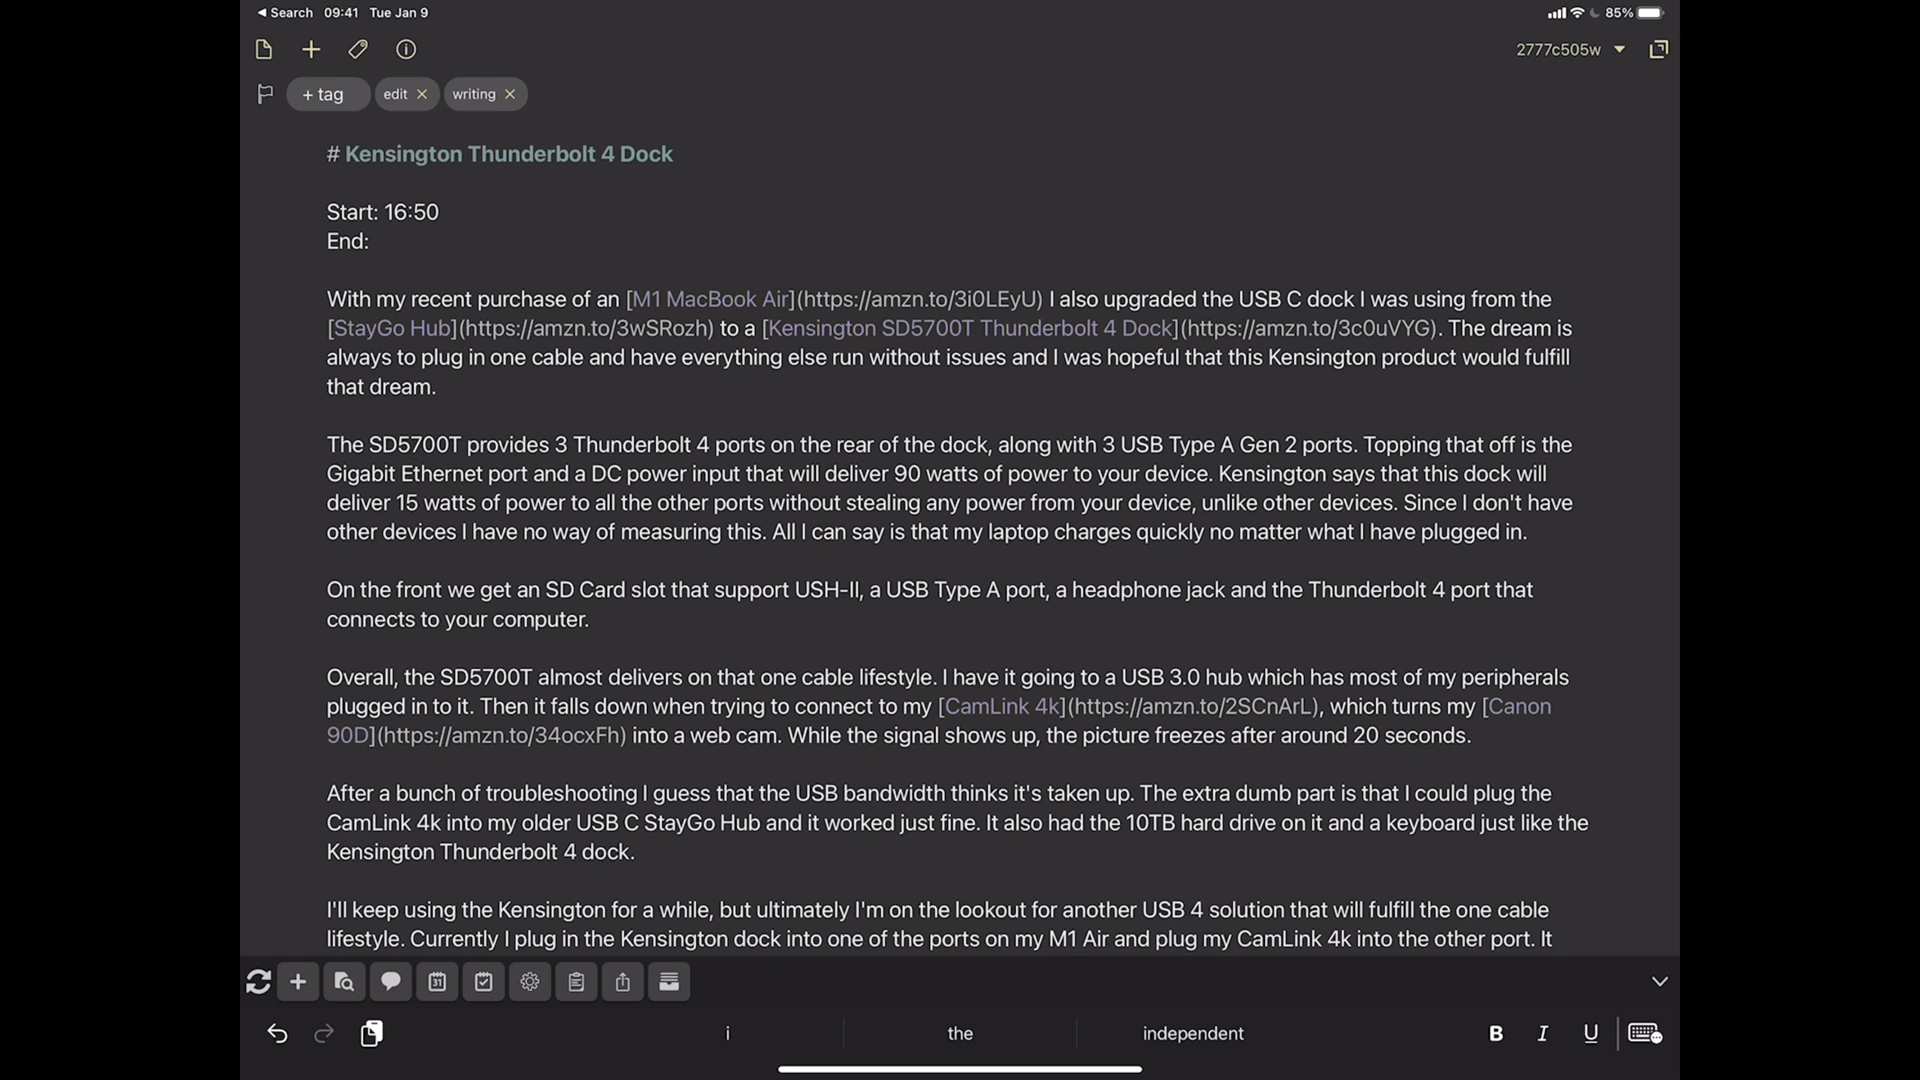 Search 09:41 Tue Jan 9
85%
2777c505w
+ tag edit writing
# Kensington Thunderbolt 4 Dock
Start: 16:50
End:
With my recent purchase of an [M1 MacBook Air](https://amzn.to/3i0LEyU) I also upgraded the USB C dock I was using from the
[StayGo Hub](https://amzn.to/3wSRozh) to a [Kensington SD5700T Thunderbolt 4 Dock](https://amzn.to/3c0uVYG). The dream is
always to plug in one cable and have everything else run without issues and I was hopeful that this Kensington product would fulfill
that dream.
The SD5700T provides 3 Thunderbolt 4 ports on the rear of the dock, along with 3 USB Type A Gen 2 ports. Topping that off is the
Gigabit Ethernet port and a DC power input that will deliver 90 watts of power to your device. Kensington says that this dock will
deliver 15 watts of power to all the other ports without stealing any power from your device, unlike other devices. Since I don't have
other devices I have no way of measuring this. All I can say is that my laptop charges quickly no matter what I have plugged in.
On the front we get an SD Card slot that support USH-II, a USB Type A port, a headphone jack and the Thunderbolt 4 port that
connects to your computer.
Overall, the SD5700T almost delivers on that one cable lifestyle. I have it going to a USB 3.0 hub which has most of my peripherals
plugged in to it. Then it falls down when trying to connect to my [CamLink 4k](https://amzn.to/2SCnArL), which turns my [Canon
90D](https://amzn.to/34ocxFh) into a web cam. While the signal shows up, the picture freezes after around 20 seconds.
After a bunch of troubleshooting I guess that the USB bandwidth thinks it's taken up. The extra dumb part is that I could plug the
CamLink 4k into my older USB C StayGo Hub and it worked just fine. It also had the 10TB hard drive on it and a keyboard just like the
Kensington Thunderbolt 4 dock.
I'll keep using the Kensington for a while, but ultimately I'm on the lookout for another USB 4 solution that will fulfill the one cable
lifestyle. Currently I plug in the Kensington dock into one of the ports on my M1 Air and plug my CamLink 4k into the other port. It
31
i the independent B I U